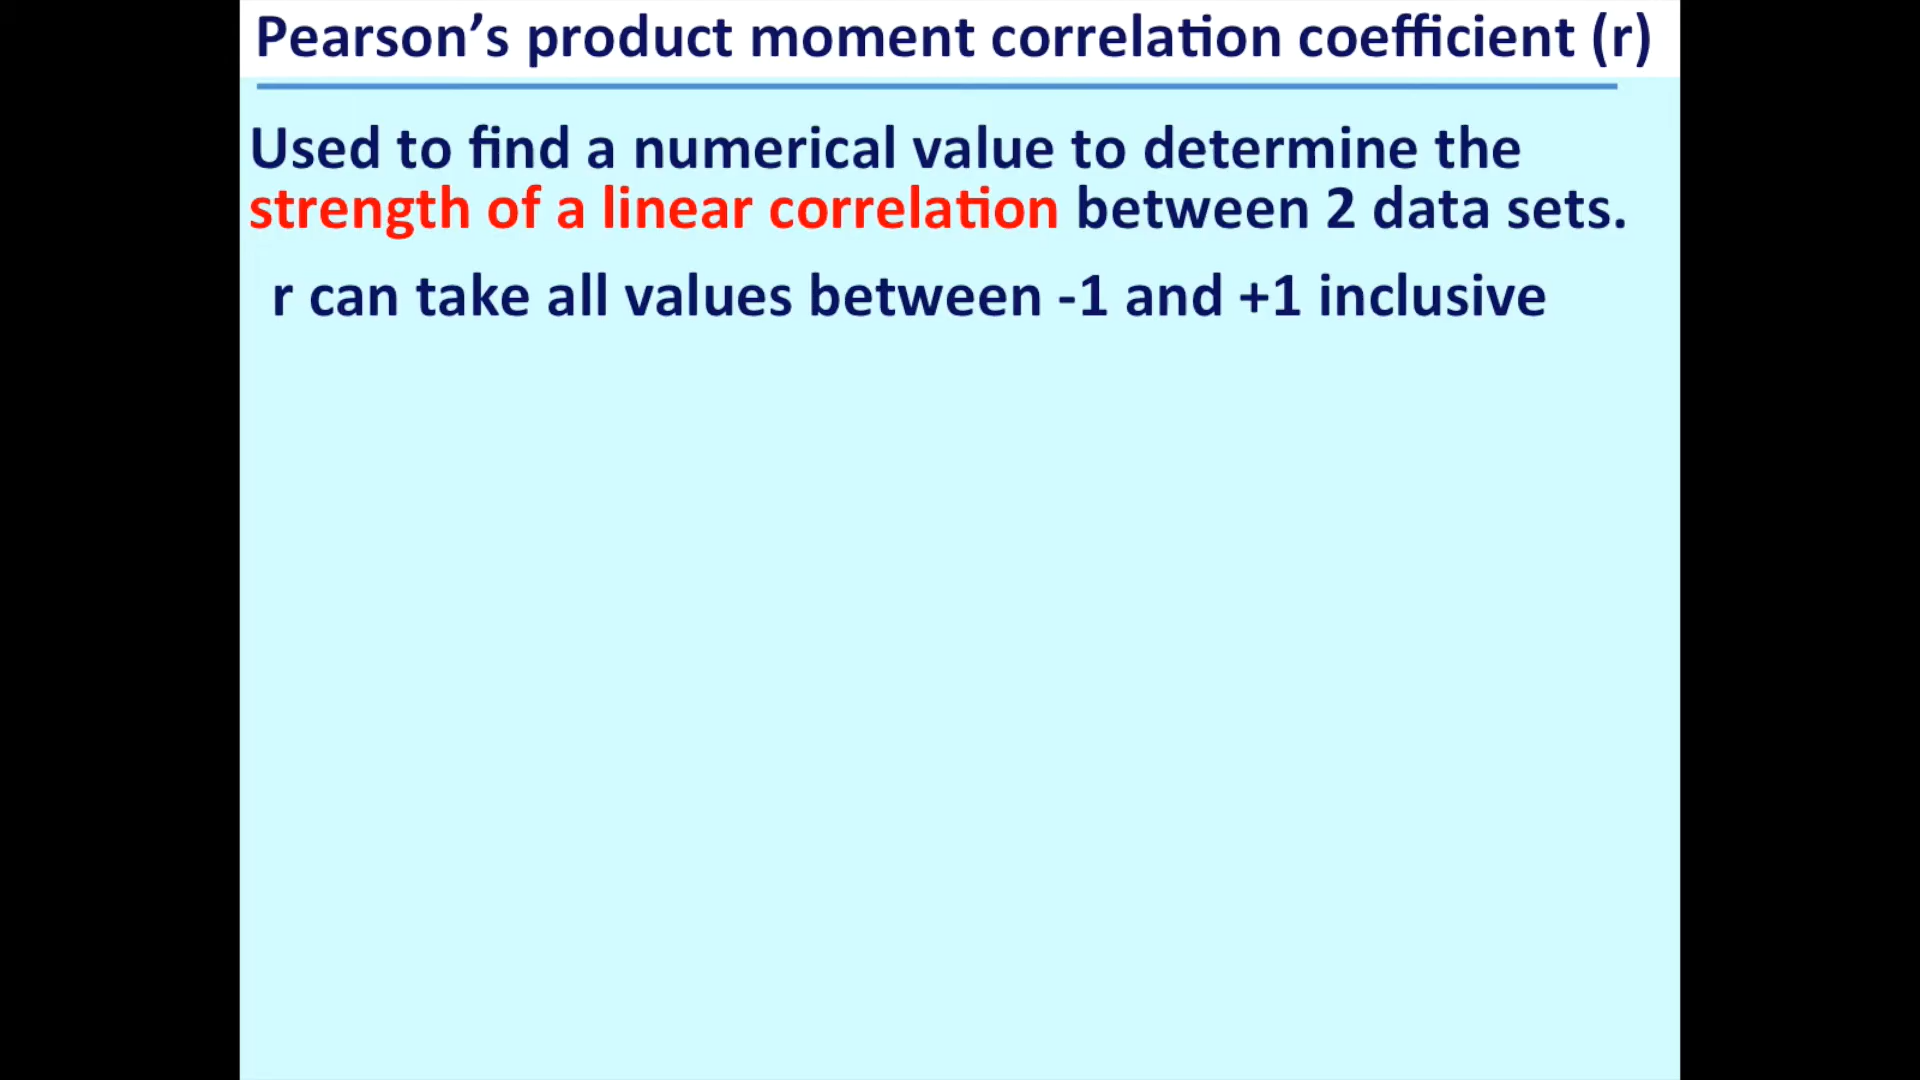 Pearson’s product moment correlation coefficient (r)
Used to find a numerical value to determine the
strength of a linear correlation between 2 data sets.
r can take all values between -1 and +1 inclusive